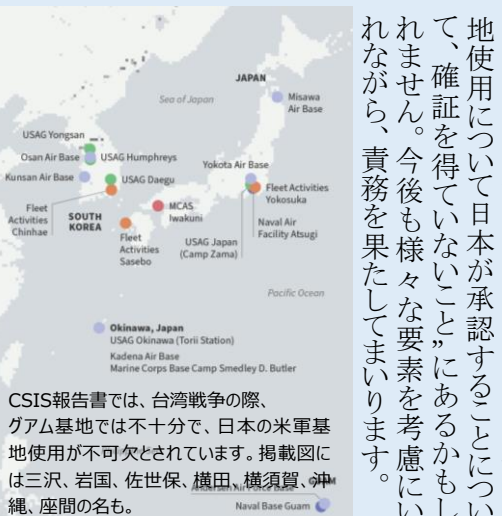 地使用について日本が承認することについ
て、確証を得ていないこと”にあるかもし
れません。今後も様々な要素を考慮にい
れながら、責務を果たしてまいります。
JAPAN
Sea of Japan
Misawa
Air Base
USAG Yongsan
Osan Air Base
USAG Humphreys
Kunsan Air Base
USAG Daegu
Yokota Air Base
Fleet
Activities
Chinhae
SOUTH
KOREA
Fleet
Activities
Sasebo
MCAS
Iwakuni
Fleet Activities
Yokosuka
Naval Air
Facility Atsugi
USAG Japan
(Camp Zama)
Pacific Ocean
Okinawa, Japan
USAG Okinawa (Torii Station)
Kadena Air Base
Marine Corps Base Camp Smedley D. Butler
CSIS報告書では、台湾戦争の際、
グアム基地では不十分で、日本の米軍基
地使用が不可欠とされています。掲載図に
は三沢、岩国、佐世保、横田、横須賀、沖
縄、座間の名も。
Andersen Air Force Base
Naval Base Guam